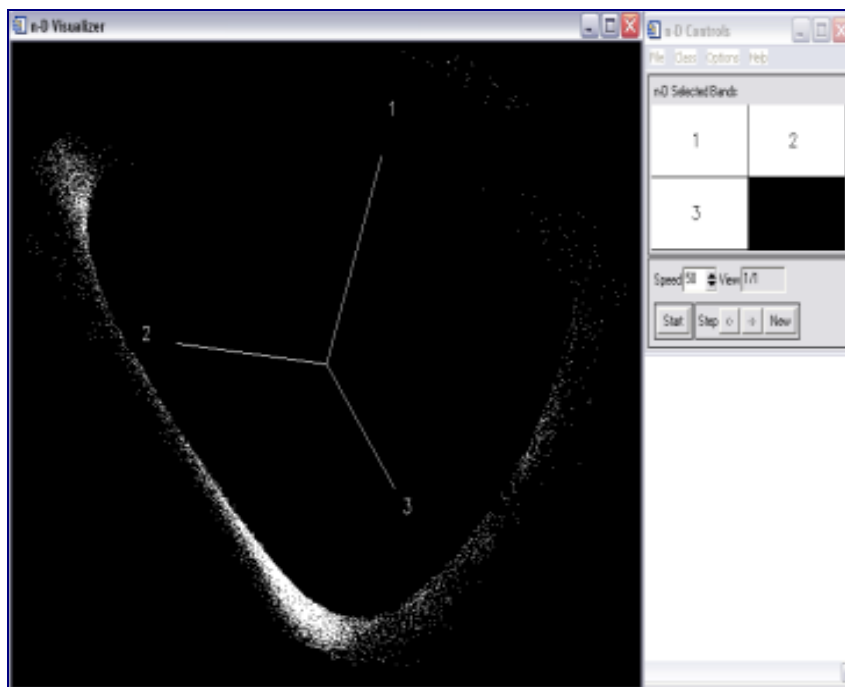 n-D Visualizer
1
2
3
n-D Controls
File Class Options Help
n-D Selected Bands
1 2
3
Speed 50 View 1/1
Start Step <- -> New